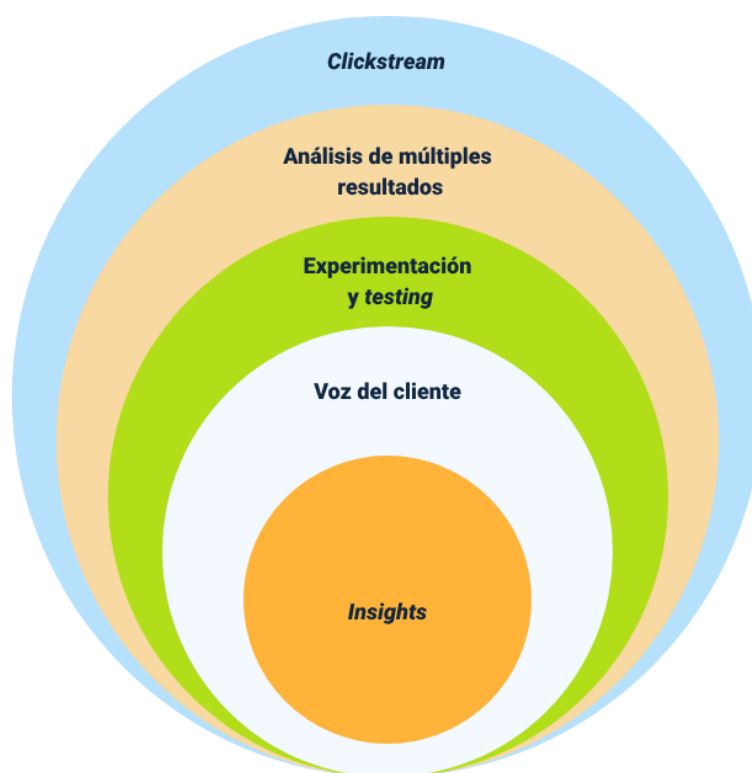 Clickstream
Análisis de múltiples
resultados
Experimentación
y testing
Voz del cliente
Insights